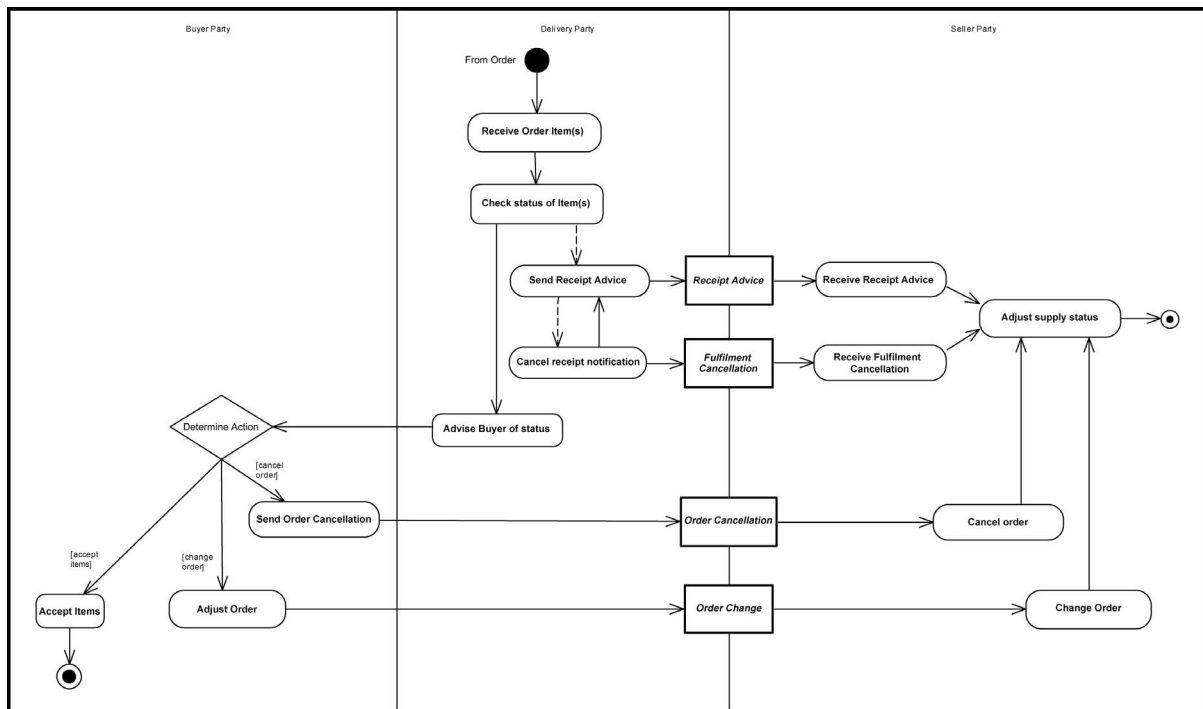 Buyer Party
Delivery Party
Seller Party
From Order
Receive Order Item(s)
Check status of Item(s)
Send Receipt Advice
Receipt Advice
Receive Receipt Advice
Adjust supply status
Cancel receipt notification
Fulfilment
Cancellation
Receive Fulfilment
Cancellation
Determine Action
Advise Buyer of status
[cancel
order]
Send Order Cancellation
Order Cancellation
Cancel order
[accept
items]
[change
order]
Accept Items
Adjust Order
Order Change
Change Order